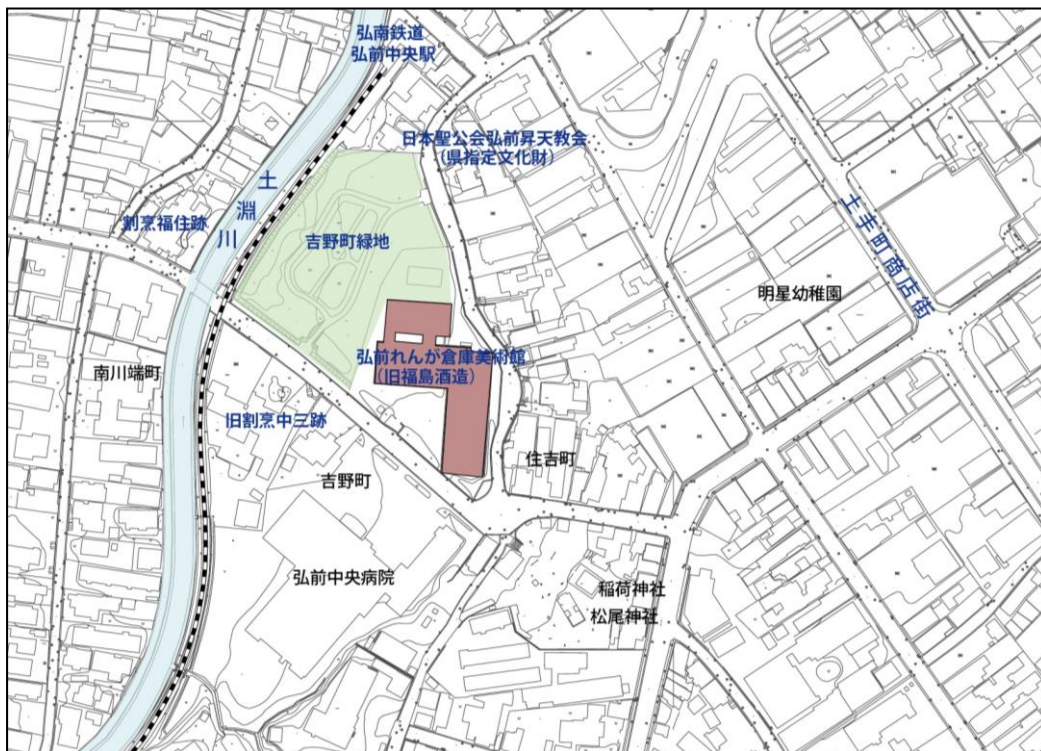 弘南鉄道
弘前中央駅
日本聖公会弘前昇天教会
（県指定文化財）
土淵川
割烹福住跡
吉野町緑地
土手町商店街
明星幼稚園
弘前れんが倉庫美術館
（旧福島酒造）
南川端町
旧割烹中三跡
住吉町
吉野町
弘前中央病院
稲荷神社
松尾神社